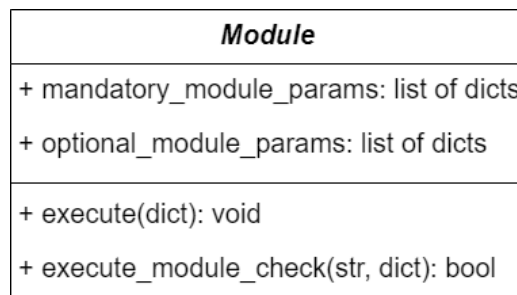 Module
+ mandatory_module_params: list of dicts
+ optional_module_params: list of dicts
+ execute(dict): void
+ execute_module_check(str, dict): bool